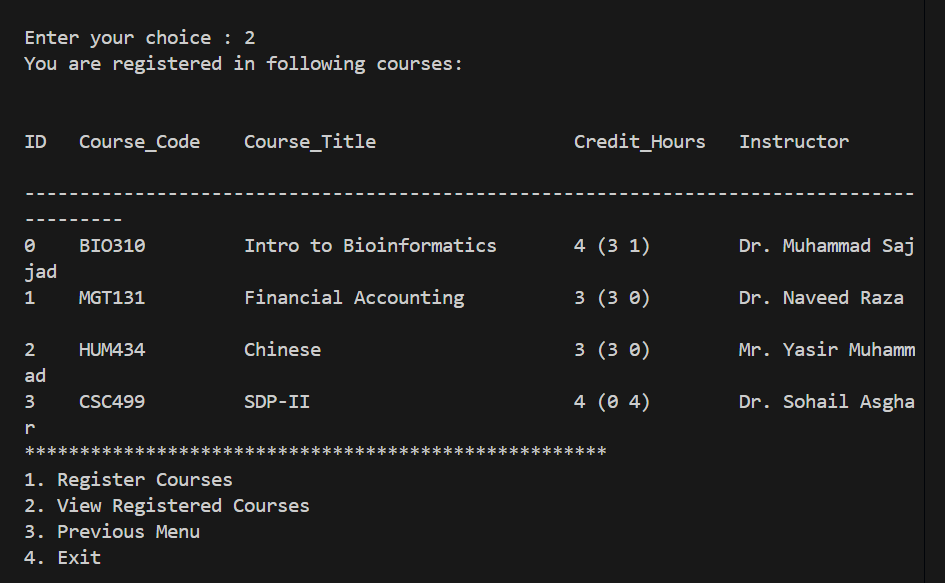 Enter your choice : 2
You are registered in following courses:
ID   Course_Code    Course_Title                  Credit_Hours   Instructor
---------------------------------------------------------------------------------
---------
0    BIO310         Intro to Bioinformatics       4 (3 1)        Dr. Muhammad Saj
jad
1    MGT131         Financial Accounting          3 (3 0)        Dr. Naveed Raza
2    HUM434         Chinese                       3 (3 0)        Mr. Yasir Muhamm
ad
3    CSC499         SDP-II                        4 (0 4)        Dr. Sohail Asgha
r
*****************************************************
1. Register Courses
2. View Registered Courses
3. Previous Menu
4. Exit